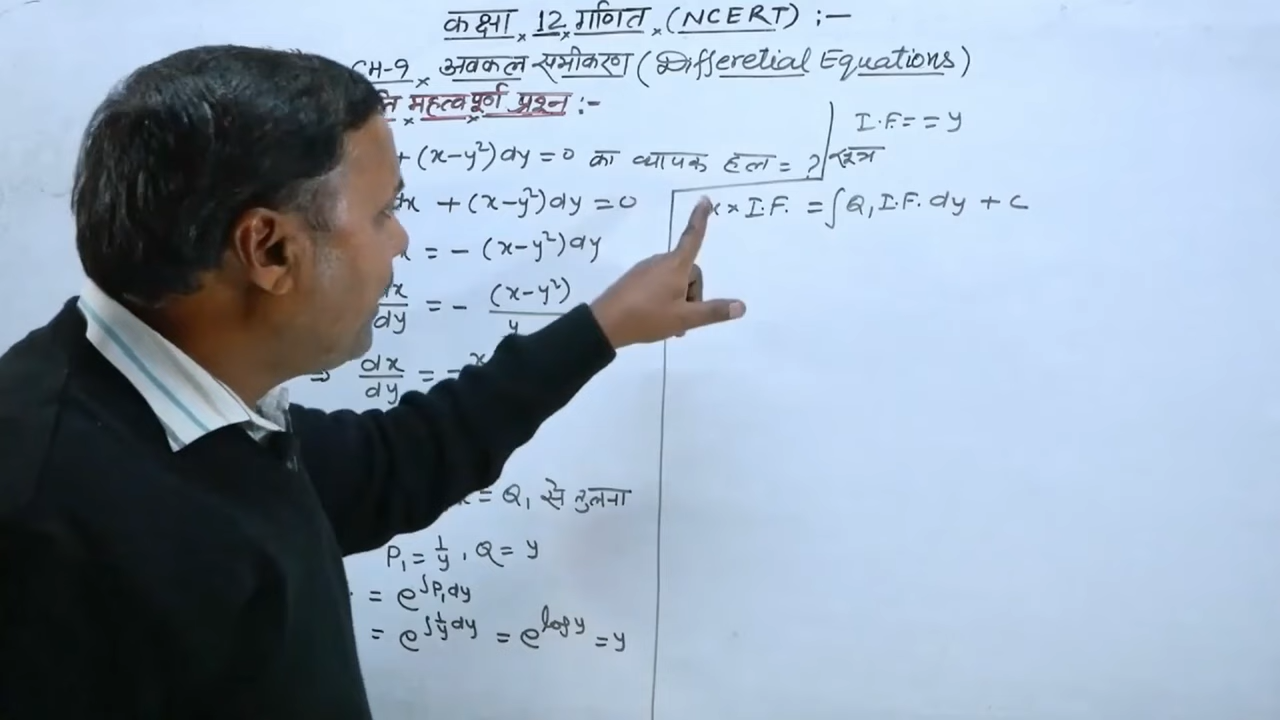 कक्षा 12 गणित (NCERT) :-
CH-9 अवकल समीकरण (Differetial Equations)
महत्वपूर्ण प्रश्न :-
+ (x-y²)dy = 0 का व्यापक हल = ?
dx + (x-y²)dy = 0
= - (x-y²)dy
dx/dy = - (x-y²)/y
⇒ dx/dy = - x
= Q₁ से तुलना
P₁ = 1/y, Q = y
= e^∫P₁dy
= e^∫1/y dy = e^log y = y
I.F. = = y
सूत्र
x × I.F. = ∫Q₁ I.F. dy + C